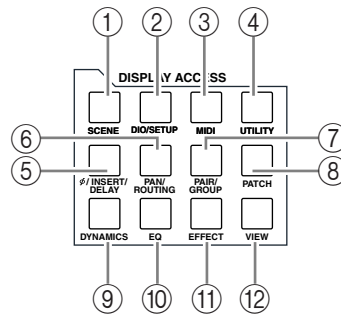 ① ② ③ ④
DISPLAY ACCESS
SCENE DIO/SETUP MIDI UTILITY
⑥ ⑦
⑤ ⑧
ø/INSERT/ PAN/ PAIR/ PATCH
DELAY ROUTING GROUP
DYNAMICS EQ EFFECT VIEW
⑨ ⑩ ⑪ ⑫